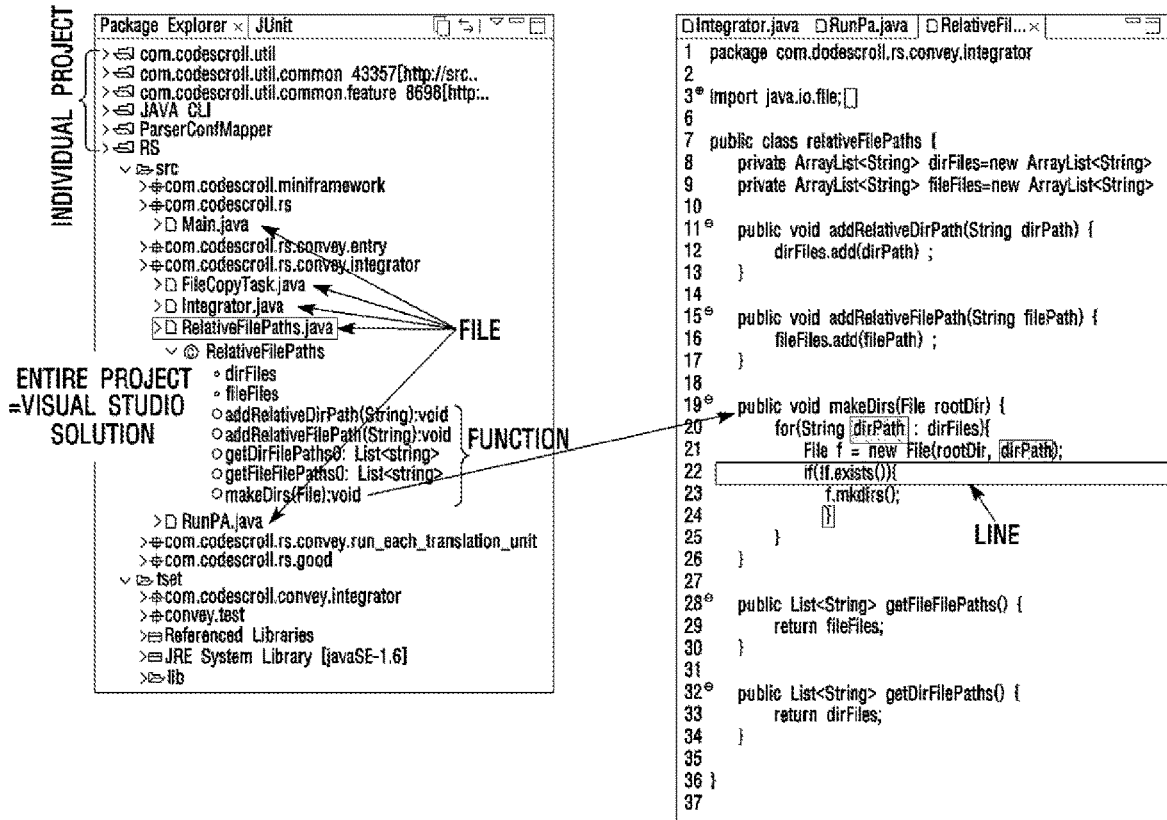 INDIVIDUAL PROJECT
Package Explorer × JUnit
> com.codescroll.util
> com.codescroll.util.common 43357[http://src..
> com.codescroll.util.common.feature 8698[http:..
> JAVA CLI
> ParserConfMapper
> RS
src
> com.codescroll.miniframework
> com.codescroll.rs
> Main.java
> com.codescroll.rs.convey.entry
> com.codescroll.rs.convey.integrator
> FileCopyTask.java
> Integrator.java
> RelativeFilePaths.java
FILE
© RelativeFilePaths
dirFiles
fileFiles
addRelativeDirPath(String):void
addRelativeFilePath(String):void
getDirFilePaths(): List<string>
getFileFilePaths(): List<string>
makeDirs(File):void
FUNCTION
ENTIRE PROJECT
=VISUAL STUDIO
SOLUTION
> RunPA.java
> com.codescroll.rs.convey.run_each_translation_unit
> com.codescroll.rs.good
tset
> com.codescroll.convey.integrator
> convey.test
> Referenced Libraries
> JRE System Library [javaSE-1.6]
> lib
Integrator.java RunPa.java RelativeFil...×
1 package com.dodescroll.rs.convey.integrator
2
3 import java.io.file;
6
7 public class relativeFilePaths {
8 private ArrayList<String> dirFiles=new ArrayList<String>
9 private ArrayList<String> fileFiles=new ArrayList<String>
10
11 public void addRelativeDirPath(String dirPath) {
12 dirFiles.add(dirPath) ;
13 }
14
15 public void addRelativeFilePath(String filePath) {
16 fileFiles.add(filePath) ;
17 }
18
19 public void makeDirs(File rootDir) {
20 for(String dirPath : dirFiles){
21 File f = new File(rootDir, dirPath);
22 if(!f.exists()){
23 f.mkdirs();
24 }
25 }
26 }
LINE
27
28 public List<String> getFileFilePaths() {
29 return fileFiles;
30 }
31
32 public List<String> getDirFilePaths() {
33 return dirFiles;
34 }
35
36 }
37